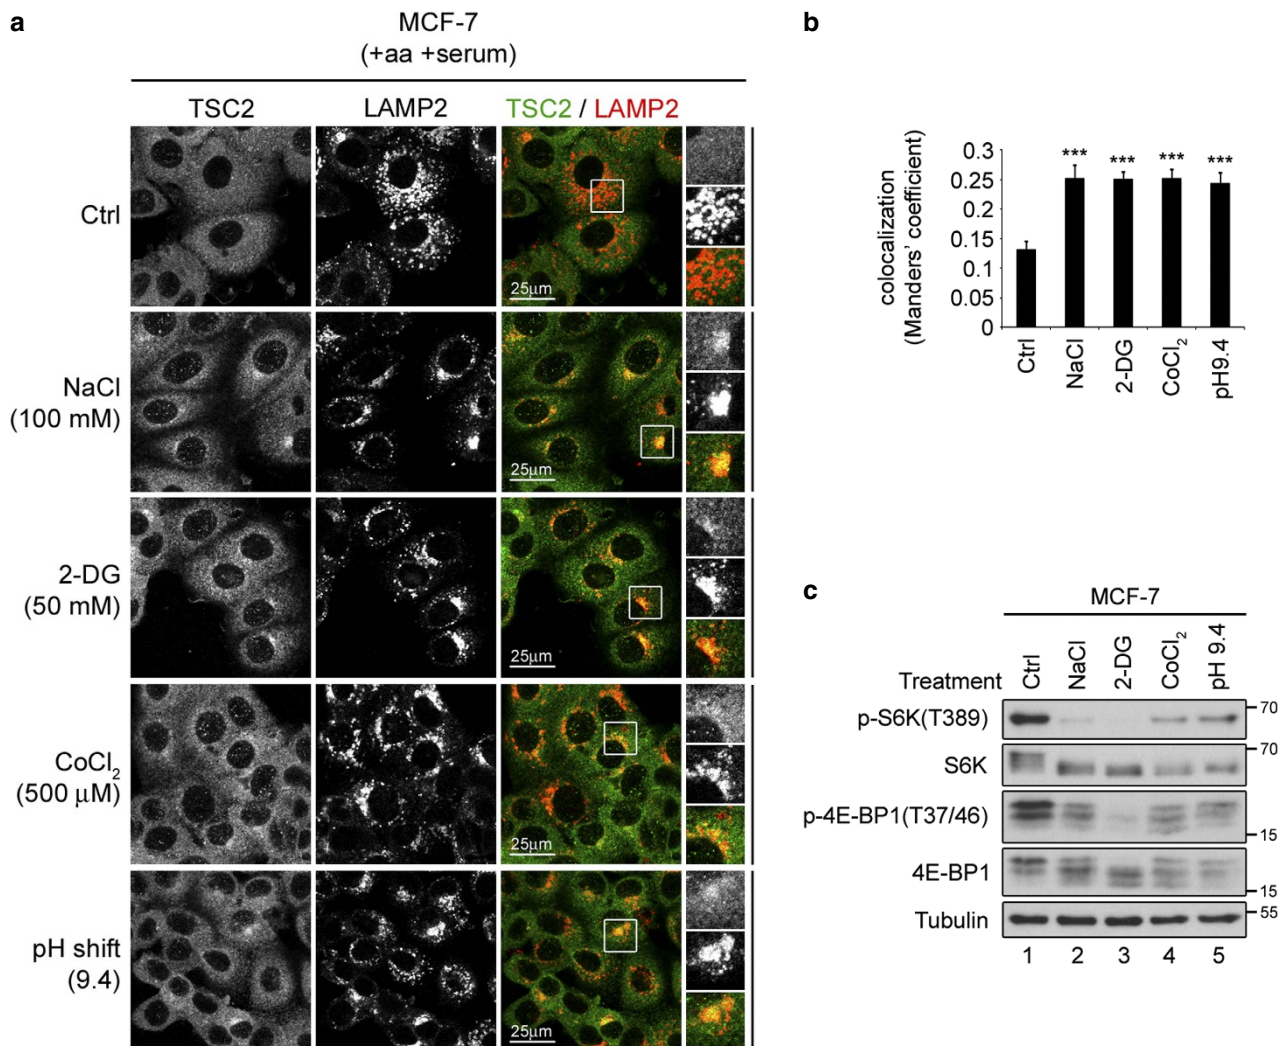 a
MCF-7
(+aa +serum)
TSC2
LAMP2
TSC2 / LAMP2
Ctrl
25μm
NaCl
(100 mM)
25μm
2-DG
(50 mM)
25μm
CoCl2
(500 μM)
25μm
pH shift
(9.4)
25μm
b
colocalization
(Manders' coefficient)
0.3
0.25
0.2
0.15
0.1
0.05
0
***
***
***
***
Ctrl
NaCl
2-DG
CoCl2
pH9.4
c
MCF-7
Treatment
Ctrl
NaCl
2-DG
CoCl2
pH 9.4
p-S6K(T389)
70
S6K
70
p-4E-BP1(T37/46)
15
4E-BP1
15
Tubulin
55
1 2 3 4 5